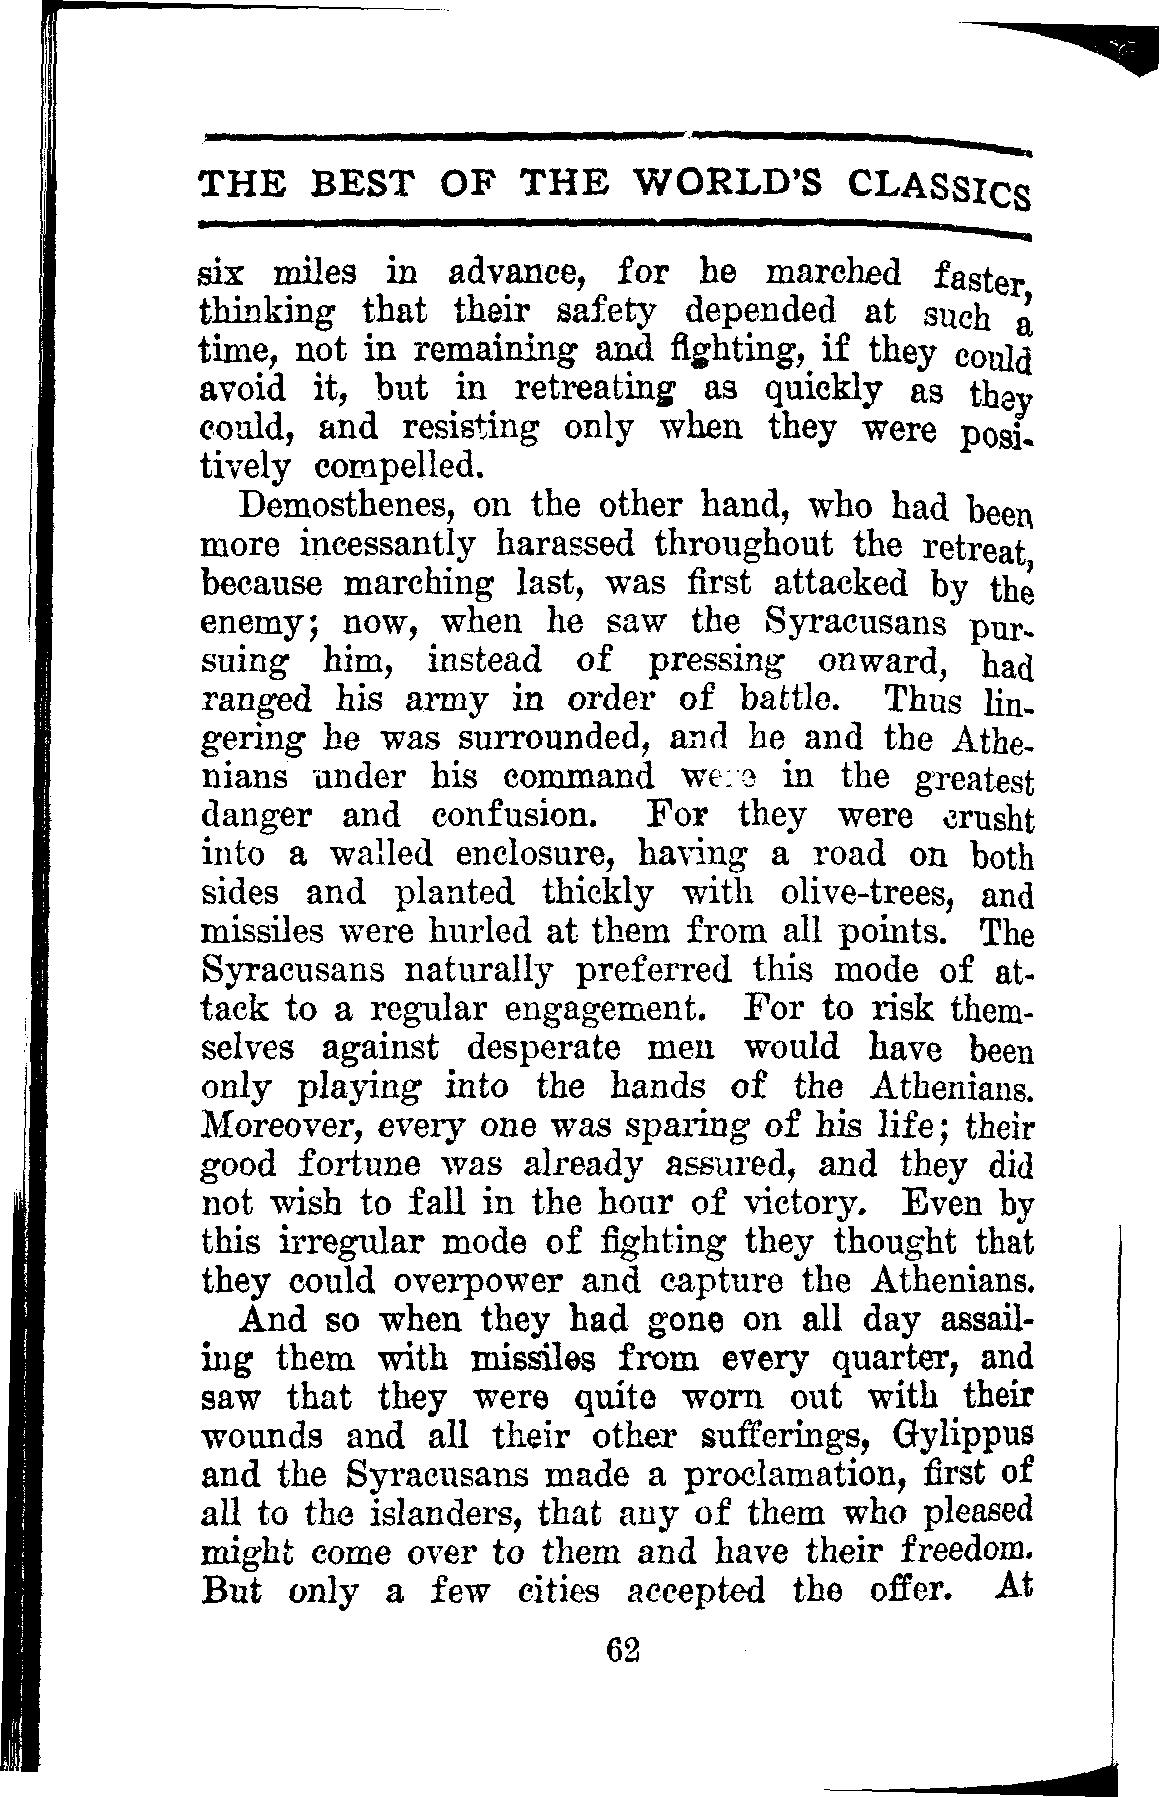 THE BEST OF THE WORLD'S CLASSICS
six miles in advance, for he marched faster,
thinking that their safety depended at such a
time, not in remaining and fighting, if they could
avoid it, but in retreating as quickly as they
could, and resisting only when they were posi-
tively compelled.
Demosthenes, on the other hand, who had been
more incessantly harassed throughout the retreat,
because marching last, was first attacked by the
enemy; now, when he saw the Syracusans pur-
suing him, instead of pressing onward, had
ranged his army in order of battle. Thus lin-
gering he was surrounded, and he and the Athe-
nians under his command were in the greatest
danger and confusion. For they were crusht
into a walled enclosure, having a road on both
sides and planted thickly with olive-trees, and
missiles were hurled at them from all points. The
Syracusans naturally preferred this mode of at-
tack to a regular engagement. For to risk them-
selves against desperate men would have been
only playing into the hands of the Athenians.
Moreover, every one was sparing of his life; their
good fortune was already assured, and they did
not wish to fall in the hour of victory. Even by
this irregular mode of fighting they thought that
they could overpower and capture the Athenians.
And so when they had gone on all day assail-
ing them with missiles from every quarter, and
saw that they were quite worn out with their
wounds and all their other sufferings, Gylippus
and the Syracusans made a proclamation, first of
all to the islanders, that any of them who pleased
might come over to them and have their freedom.
But only a few cities accepted the offer. At
62